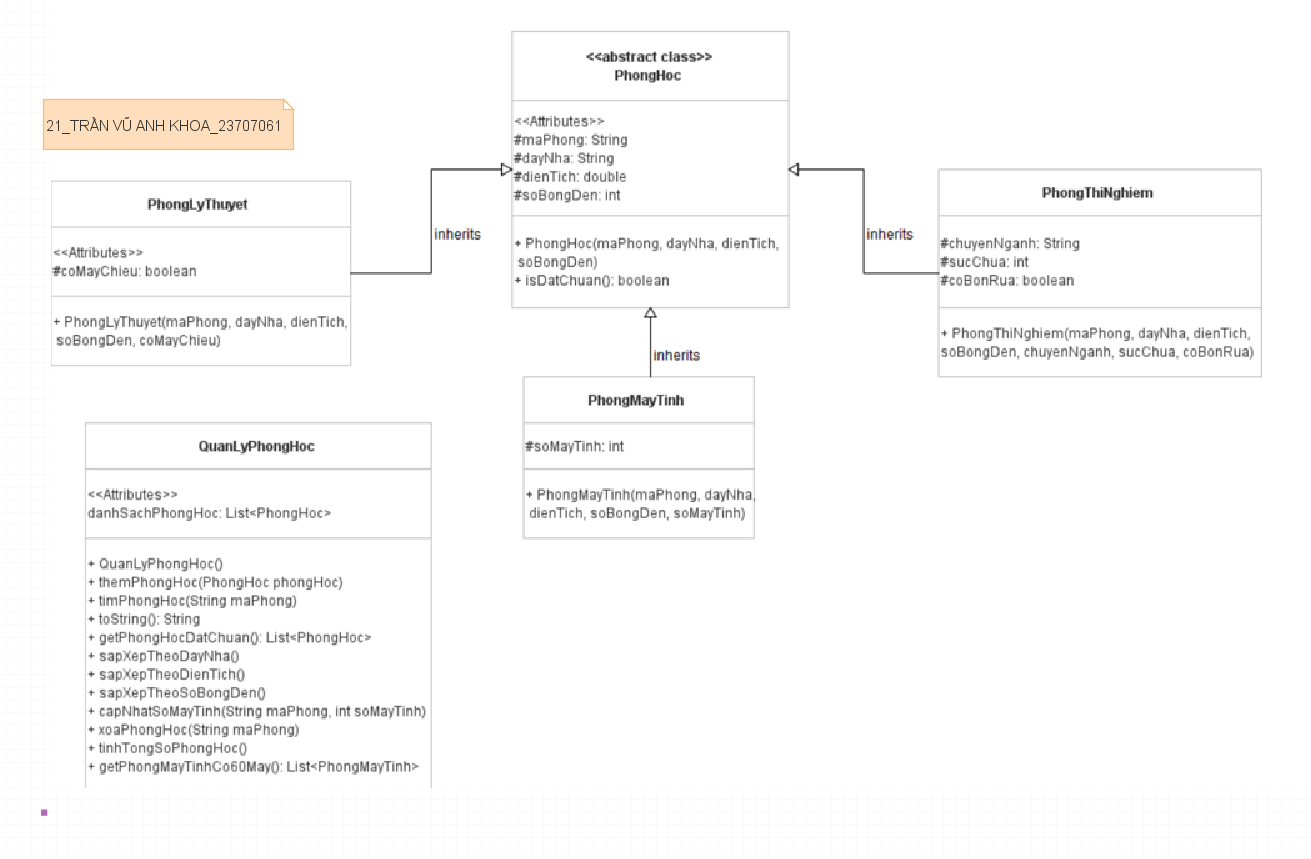 <<abstract class>>
PhongHoc
<<Attributes>>
#maPhong: String
#dayNha: String
#dienTich: double
#soBongDen: int
+ PhongHoc(maPhong, dayNha, dienTich,
soBongDen)
+ isDatChuan(): boolean
21_TRẦN VŨ ANH KHOA_23707061
PhongLyThuyet
<<Attributes>>
#coMayChieu: boolean
+ PhongLyThuyet(maPhong, dayNha, dienTich,
soBongDen, coMayChieu)
inherits
inherits
PhongThiNghiem
#chuyenNganh: String
#sucChua: int
#coBonRua: boolean
+ PhongThiNghiem(maPhong, dayNha, dienTich,
soBongDen, chuyenNganh, sucChua, coBonRua)
inherits
PhongMayTinh
#soMayTinh: int
+ PhongMayTinh(maPhong, dayNha,
dienTich, soBongDen, soMayTinh)
QuanLyPhongHoc
<<Attributes>>
danhSachPhongHoc: List<PhongHoc>
+ QuanLyPhongHoc()
+ themPhongHoc(PhongHoc phongHoc)
+ timPhongHoc(String maPhong)
+ toString(): String
+ getPhongHocDatChuan(): List<PhongHoc>
+ sapXepTheoDayNha()
+ sapXepTheoDienTich()
+ sapXepTheoSoBongDen()
+ capNhatSoMayTinh(String maPhong, int soMayTinh)
+ xoaPhongHoc(String maPhong)
+ tinhTongSoPhongHoc()
+ getPhongMayTinhCo60May(): List<PhongMayTinh>